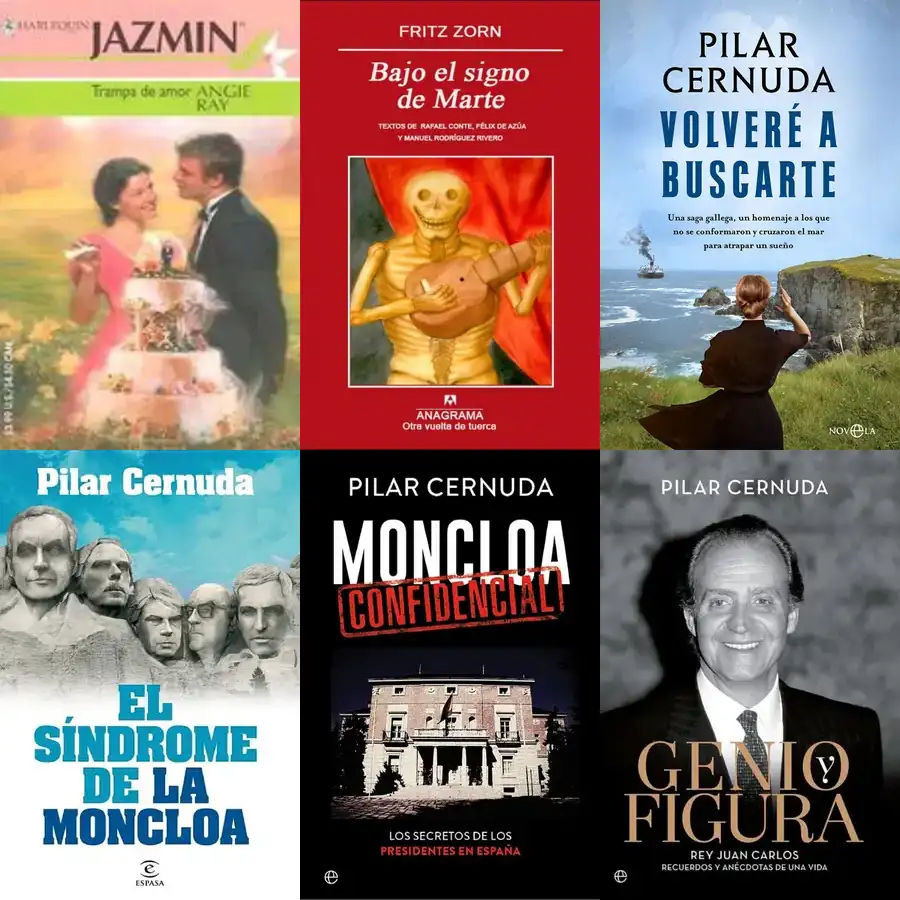 HARLEQUIN
JAZMIN
Trampa de amor ANGIE
RAY
FRITZ ZORN
Bajo el signo
de Marte
TEXTOS DE RAFAEL CONTE, FÉLIX DE AZÚA
Y MANUEL RODRÍGUEZ RIVERO
ANAGRAMA
Otra vuelta de tuerca
PILAR
CERNUDA
VOLVERÉ A
BUSCARTE
Una saga gallega, un homenaje a los que
no se conformaron y cruzaron el mar
para atrapar un sueño
NOVELA
Pilar Cernuda
EL
SÍNDROME
DE LA
MONCLOA
ESPASA
PILAR CERNUDA
MONCLOA
CONFIDENCIAL
LOS SECRETOS DE LOS
PRESIDENTES EN ESPAÑA
PILAR CERNUDA
GENIO y
FIGURA
REY JUAN CARLOS
RECUERDOS Y ANÉCDOTAS DE UNA VIDA